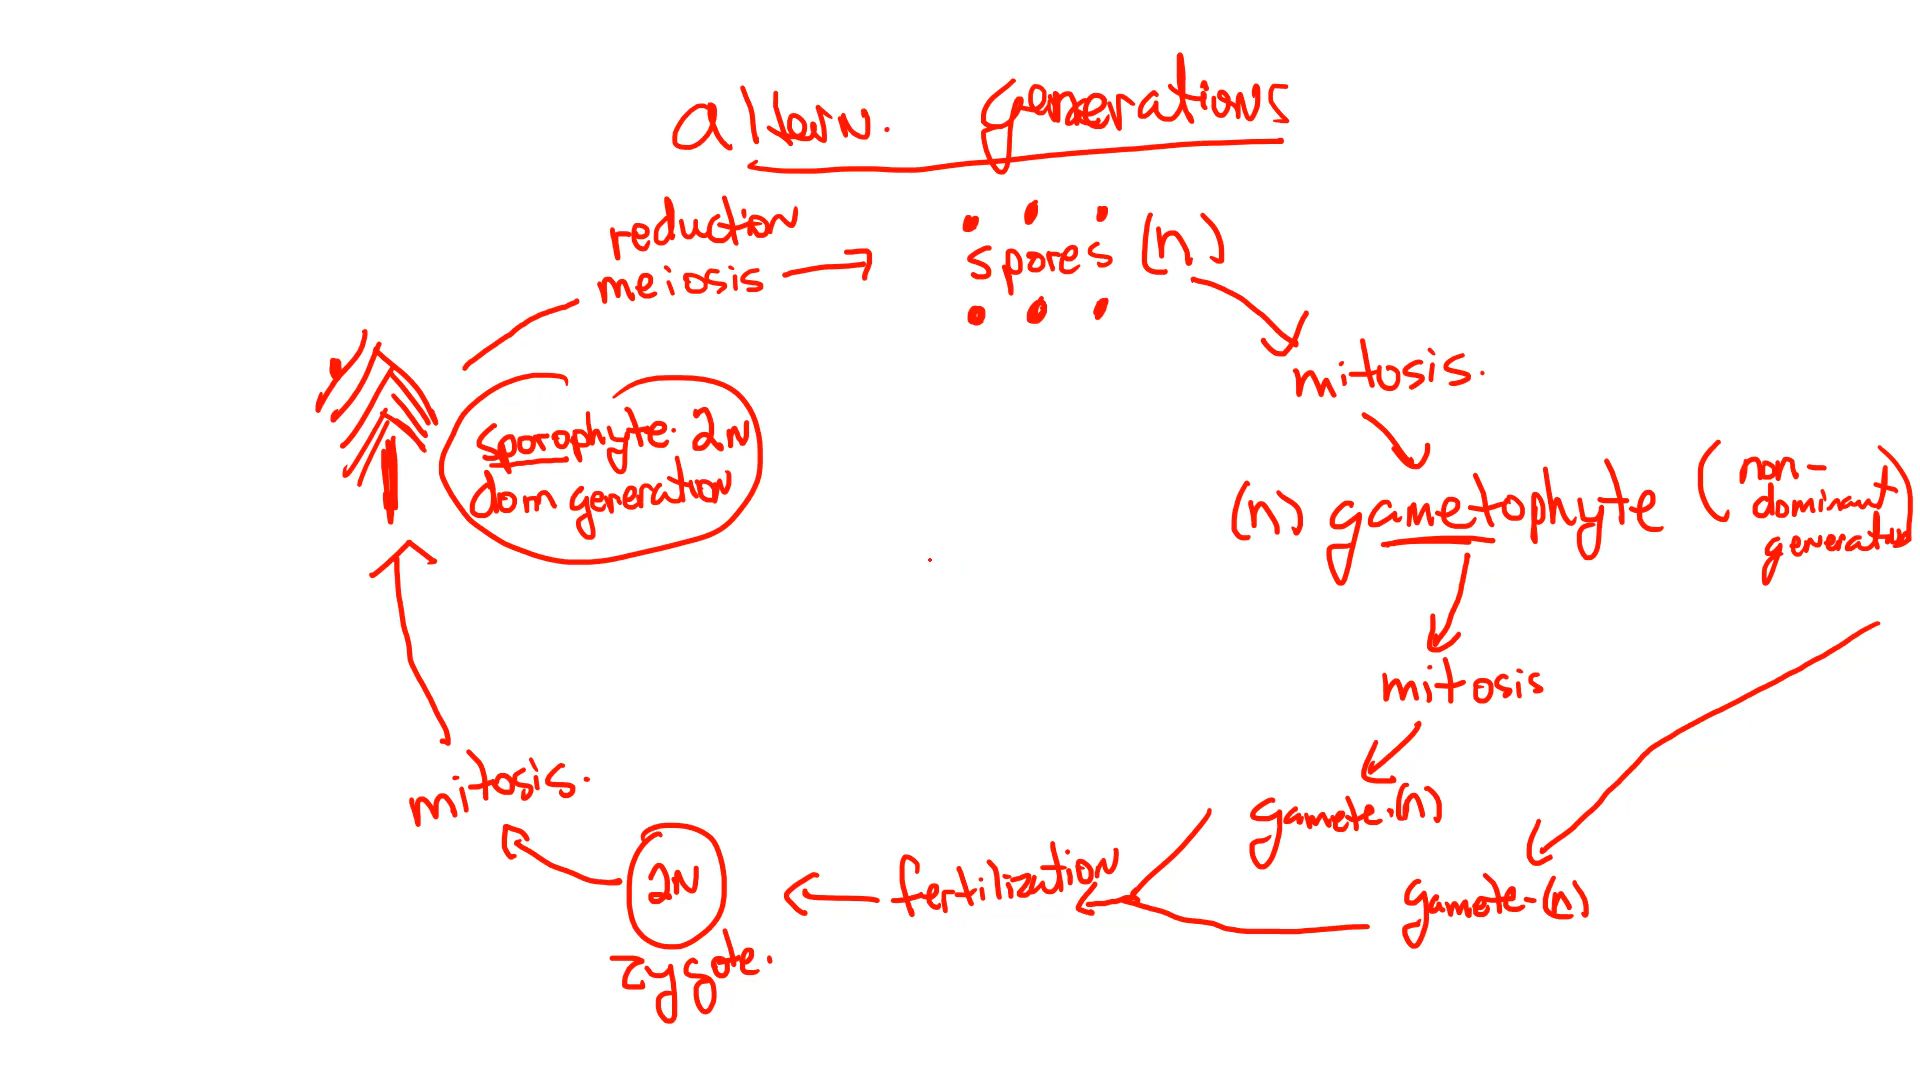 altern. generations
reduction
meiosis
spores (n)
mitosis.
sporophyte. 2N
dom generation
(n) gametophyte
(non-
dominant
generation
mitosis
mitosis.
gamete.(n)
fertilization
2N
gamete-(n)
zygote.